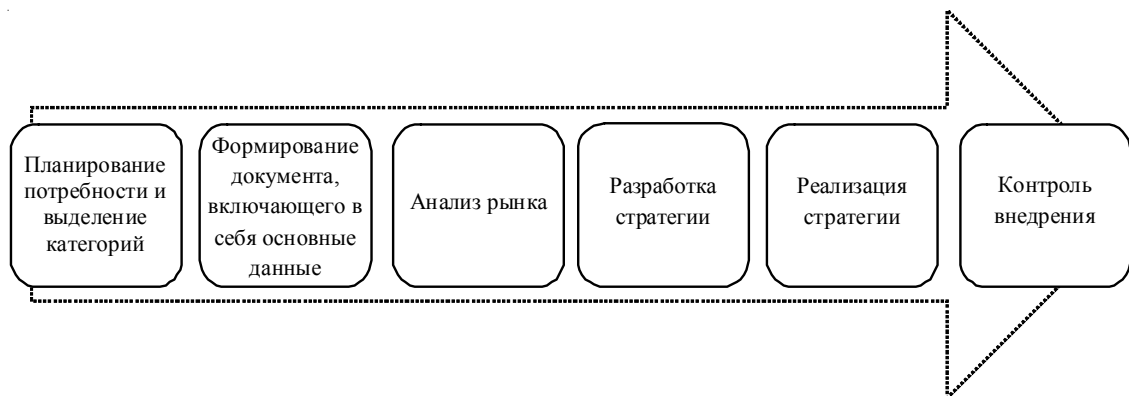 Планирование
потребности и
выделение
категорий
Формирование
документа,
включающего в
себя основные
данные
Анализ рынка
Разработка
стратегии
Реализация
стратегии
Контроль
внедрения